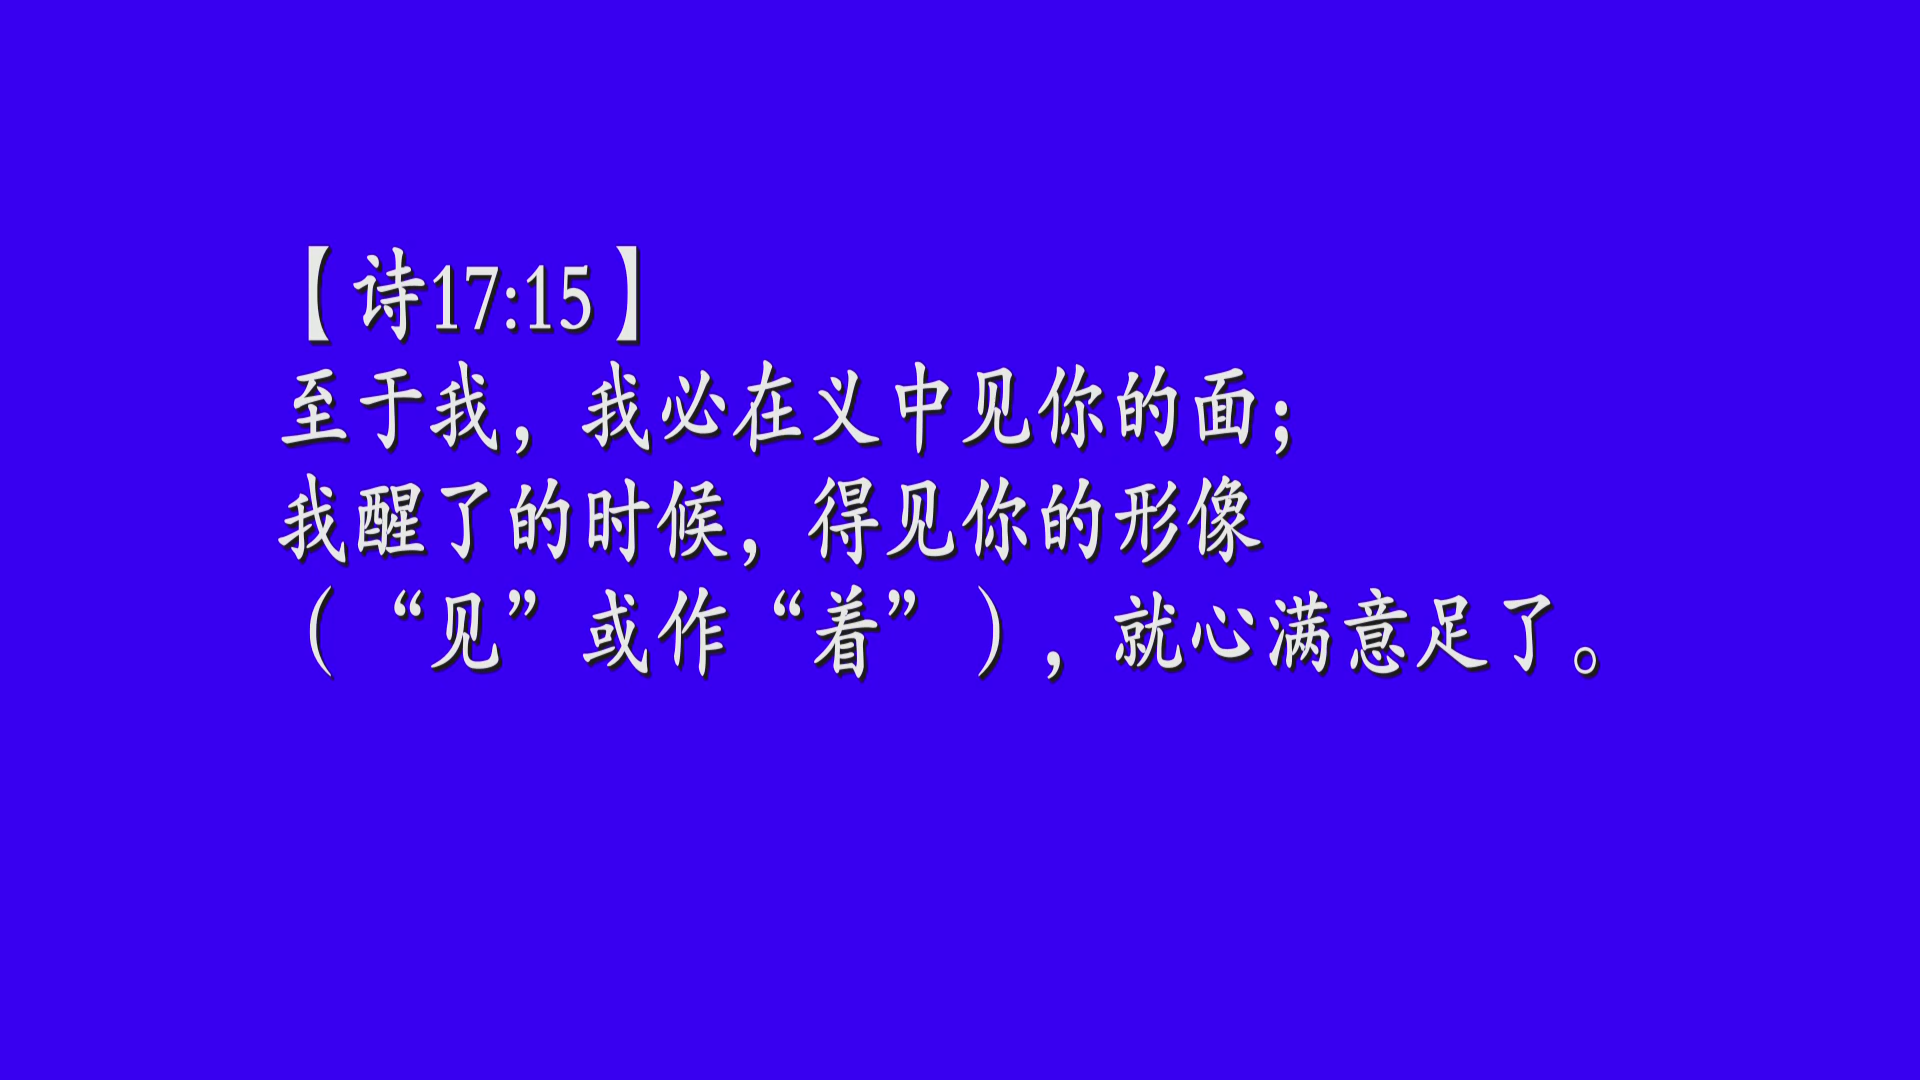 【诗17:15】
至于我，我必在义中见你的面；
我醒了的时候，得见你的形像
（“见”或作“着”），就心满意足了。